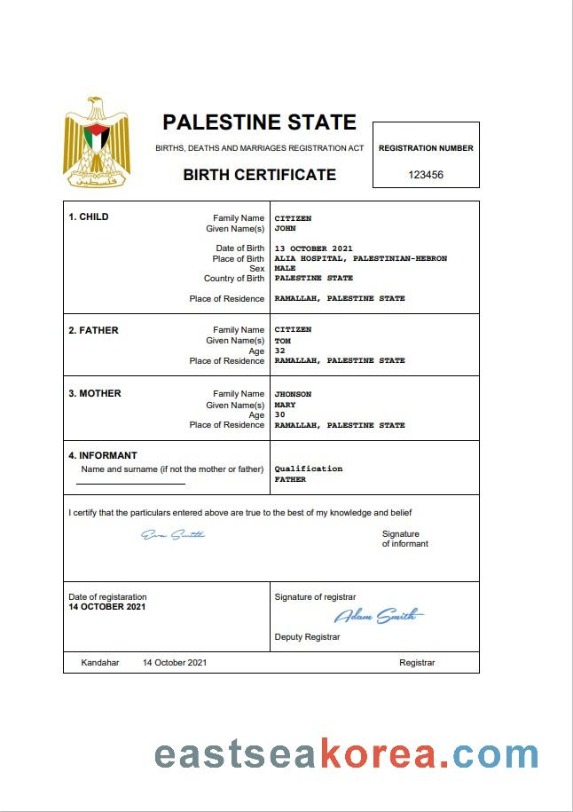 PALESTINE STATE
BIRTHS, DEATHS AND MARRIAGES REGISTRATION ACT
BIRTH CERTIFICATE
REGISTRATION NUMBER
123456
فلسطين
1. CHILD
Family Name CITIZEN
Given Name(s) JOHN
Date of Birth 13 OCTOBER 2021
Place of Birth ALIA HOSPITAL, PALESTINIAN-HEBRON
Sex MALE
Country of Birth PALESTINE STATE
Place of Residence RAMALLAH, PALESTINE STATE
2. FATHER
Family Name CITIZEN
Given Name(s) TOM
Age 32
Place of Residence RAMALLAH, PALESTINE STATE
3. MOTHER
Family Name JHONSON
Given Name(s) MARY
Age 30
Place of Residence RAMALLAH, PALESTINE STATE
4. INFORMANT
Name and surname (if not the mother or father) Qualification
FATHER
I certify that the particulars entered above are true to the best of my knowledge and belief
Eva Smith
Signature
of informant
Date of registaration
14 OCTOBER 2021
Signature of registrar
Adam Smith
Deputy Registrar
Kandahar 14 October 2021 Registrar
eastseakorea.com